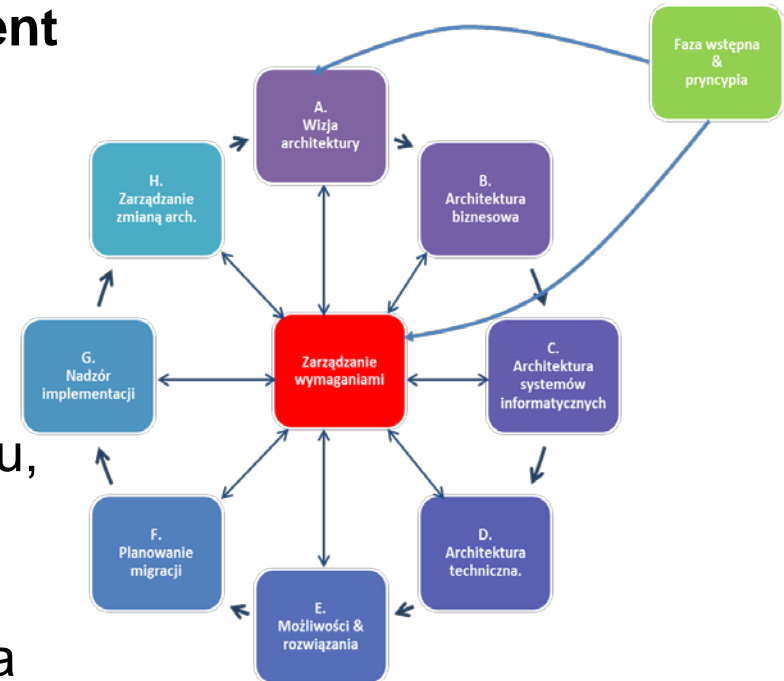 ent
Faza wstępna
&
pryncypia
A.
Wizja
architektury
H.
Zarządzanie
zmianą arch.
B.
Architektura
biznesowa
Zarządzanie
wymaganiami
G.
Nadzór
implementacji
C.
Architektura
systemów
informatycznych
u,
F.
Planowanie
migracji
D.
Architektura
techniczna.
E.
Możliwości &
rozwiązania
a